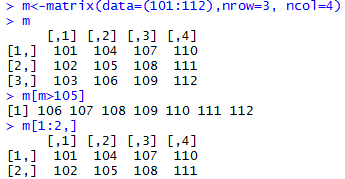 > m<-matrix(data=(101:112),nrow=3, ncol=4)
> m
     [,1] [,2] [,3] [,4]
[1,]  101  104  107  110
[2,]  102  105  108  111
[3,]  103  106  109  112
> m[m>105]
[1] 106 107 108 109 110 111 112
> m[1:2,]
     [,1] [,2] [,3] [,4]
[1,]  101  104  107  110
[2,]  102  105  108  111